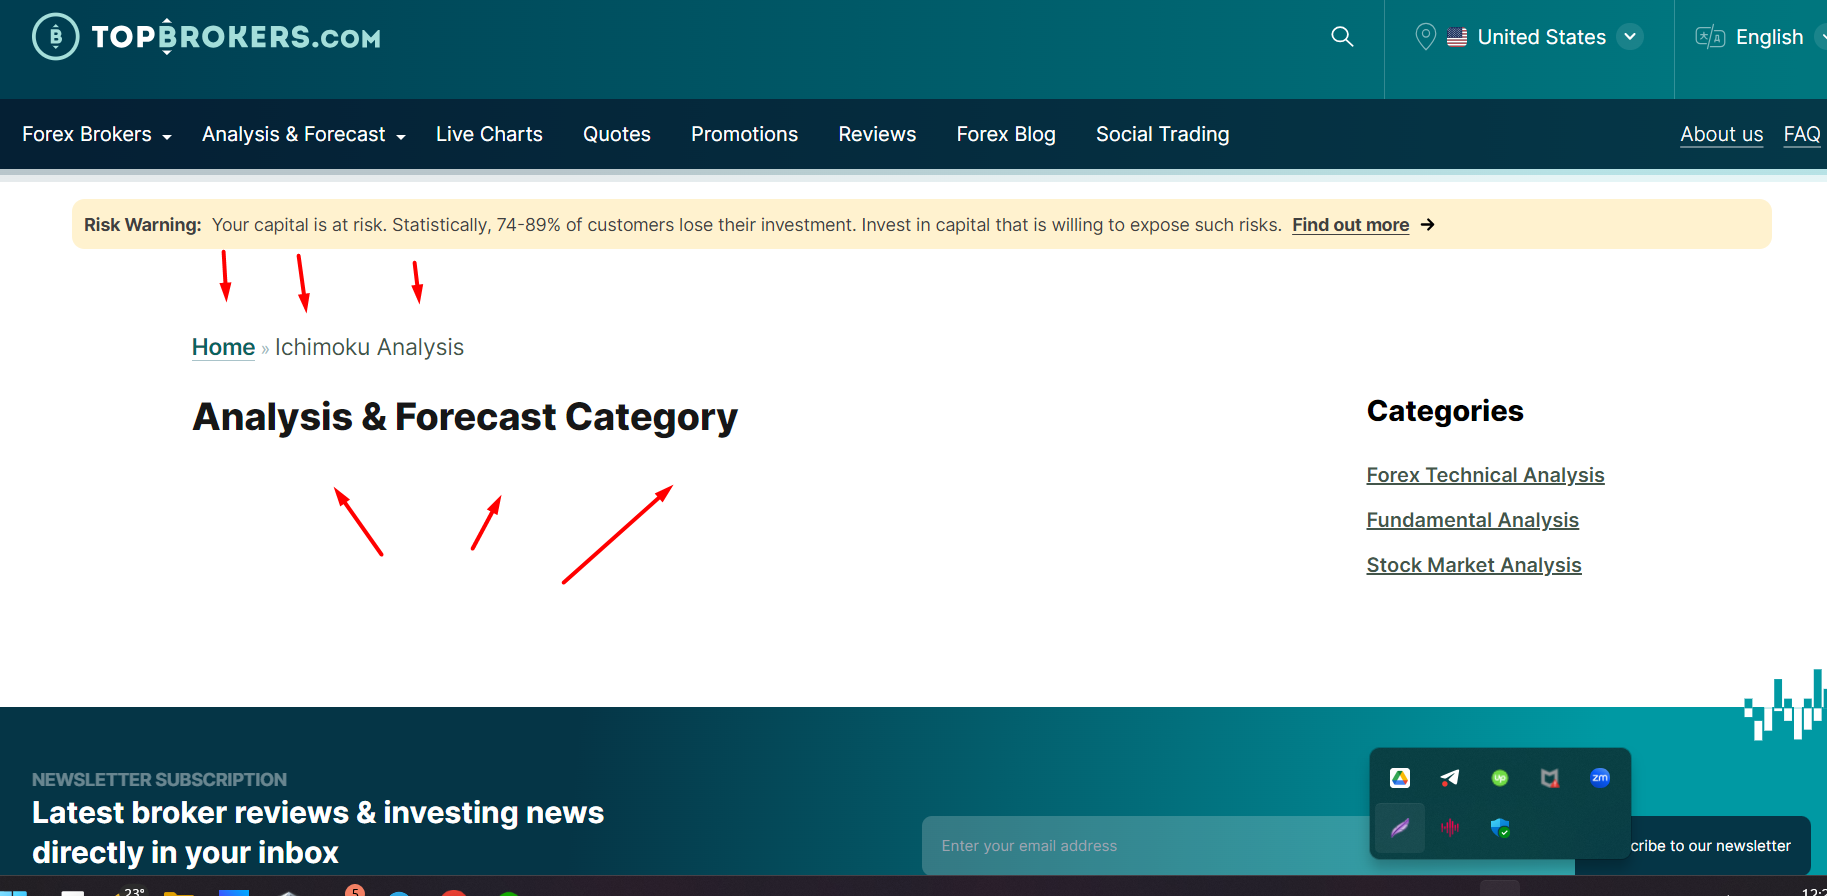 TOPBROKERS.COM
United States
English
Forex Brokers
Analysis & Forecast
Live Charts
Quotes
Promotions
Reviews
Forex Blog
Social Trading
About us
FAQ
Risk Warning: Your capital is at risk. Statistically, 74-89% of customers lose their investment. Invest in capital that is willing to expose such risks. Find out more →
Home » Ichimoku Analysis
Analysis & Forecast Category
Categories
Forex Technical Analysis
Fundamental Analysis
Stock Market Analysis
NEWSLETTER SUBSCRIPTION
Latest broker reviews & investing news
directly in your inbox
Enter your email address
cribe to our newsletter
up
zm
23°
5